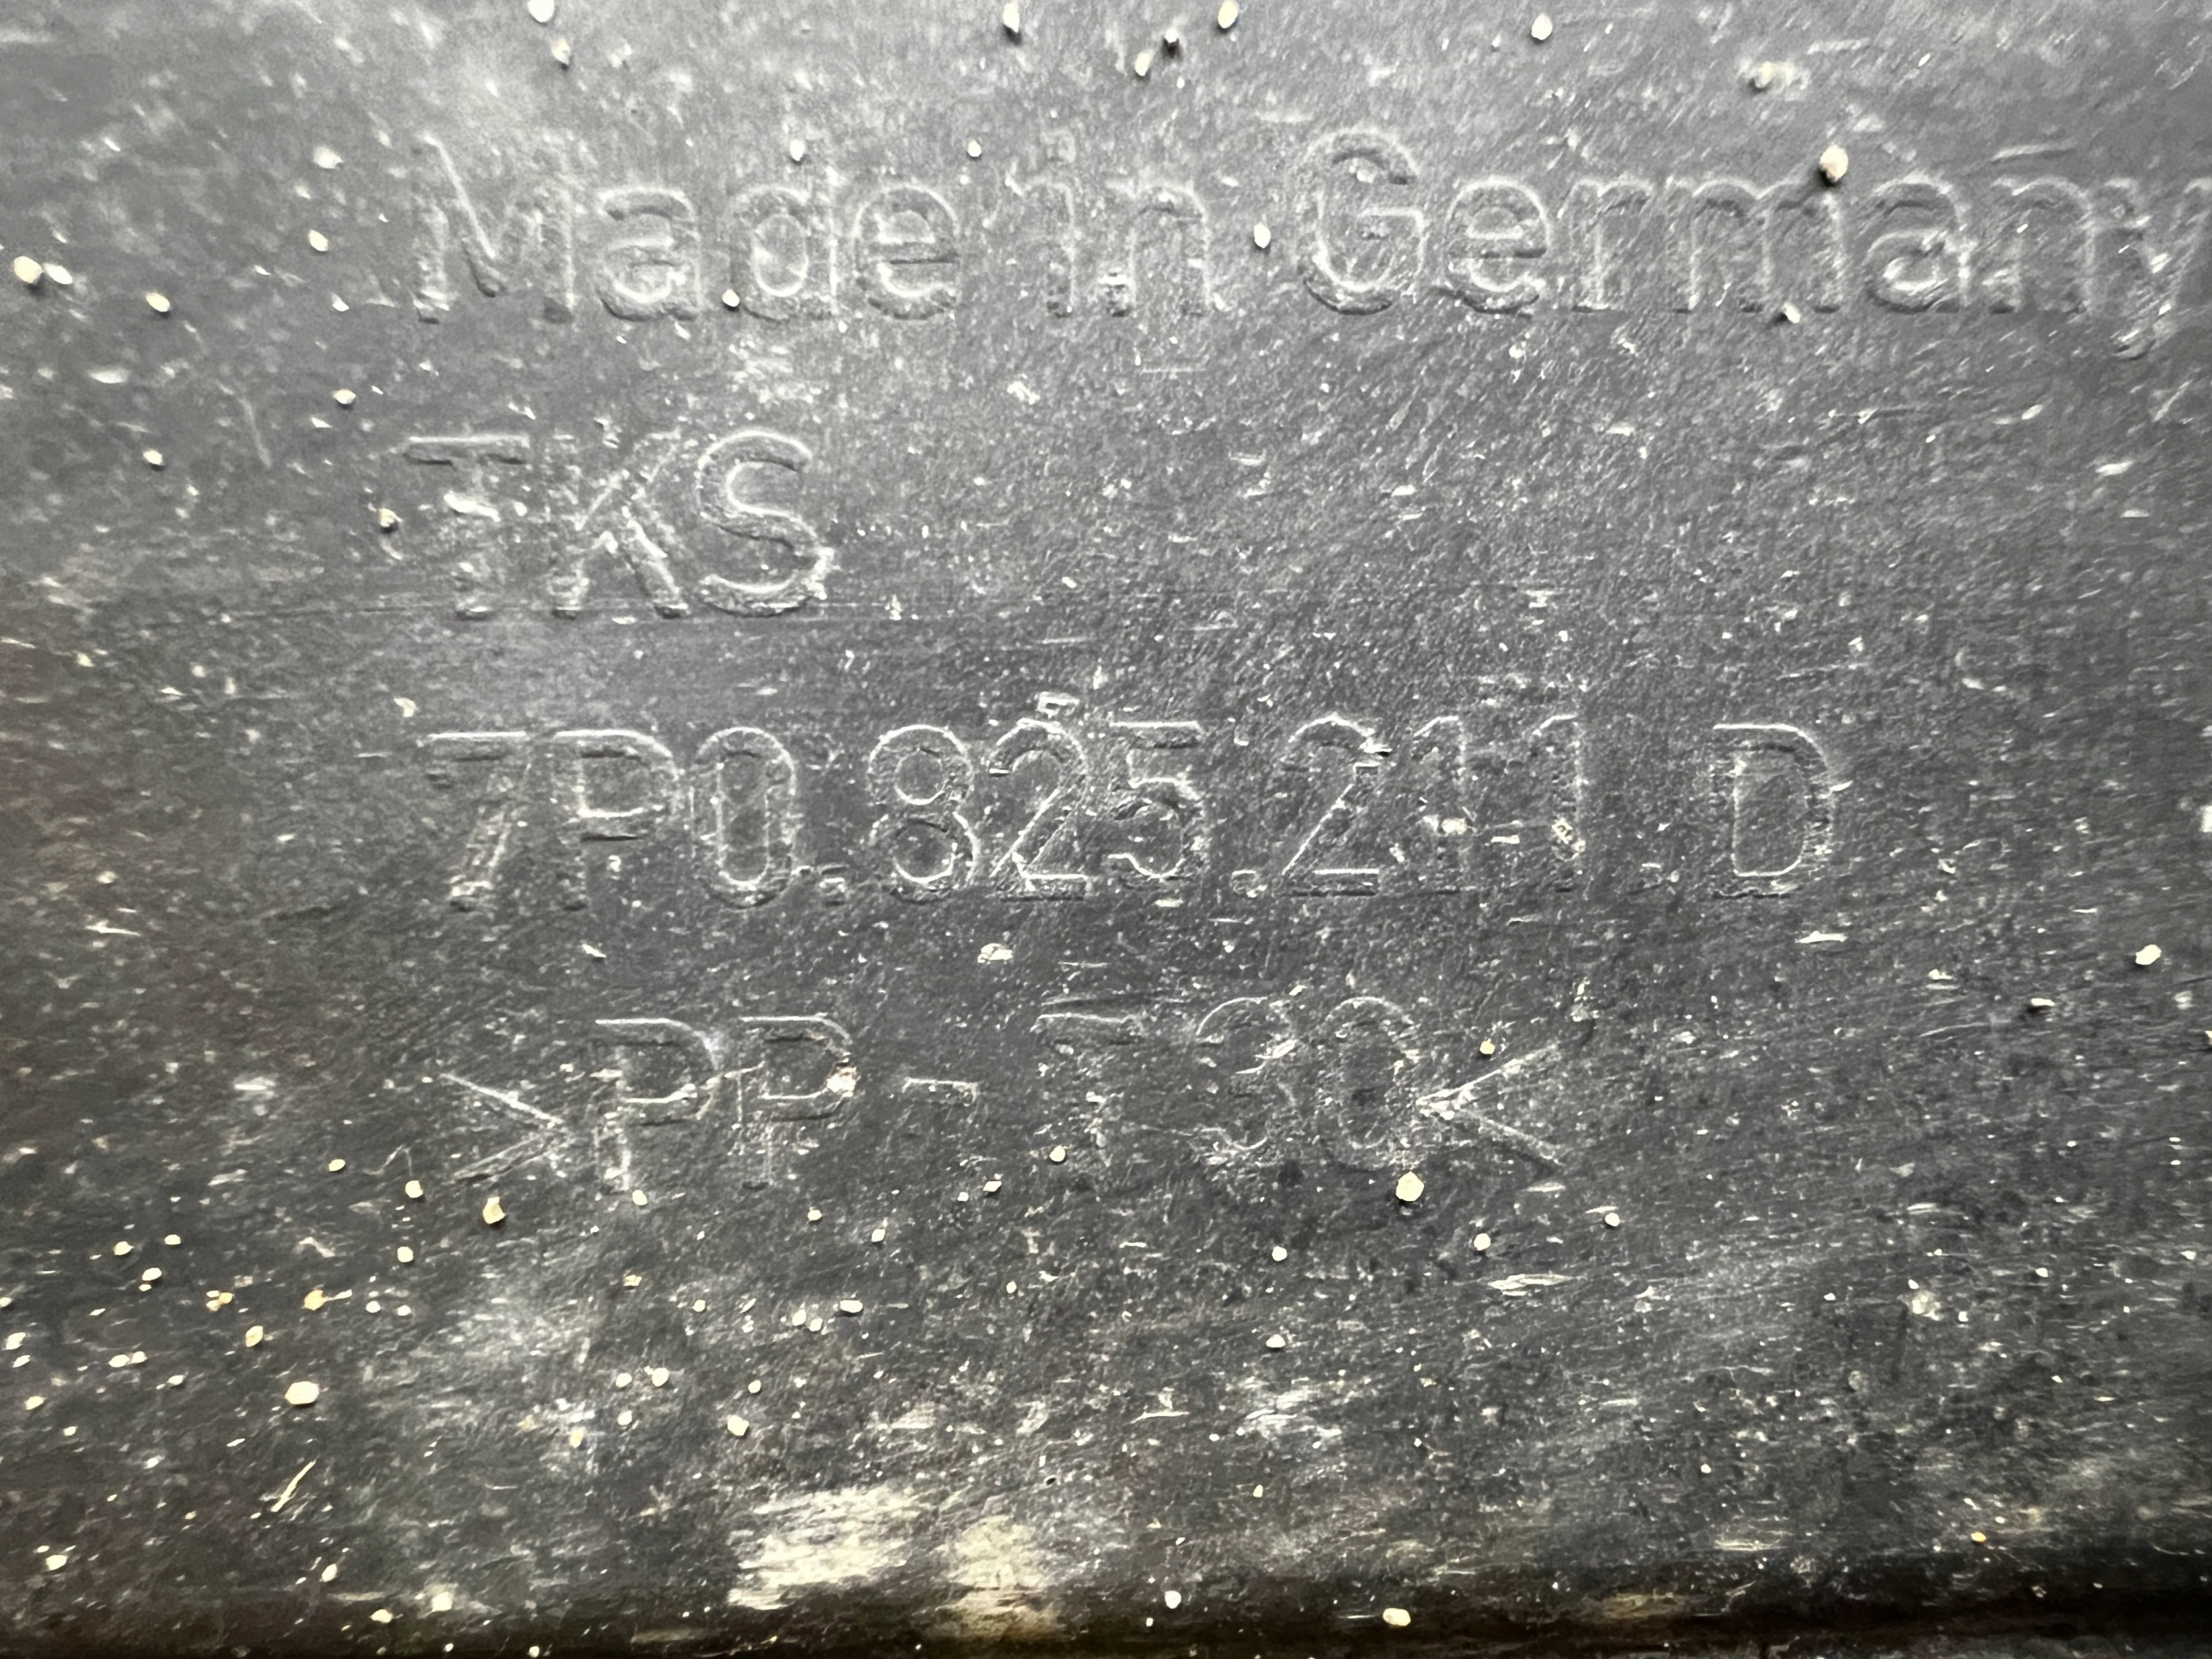 Made in Germany
TKS
7P0.825.211.D
>PP-T30<